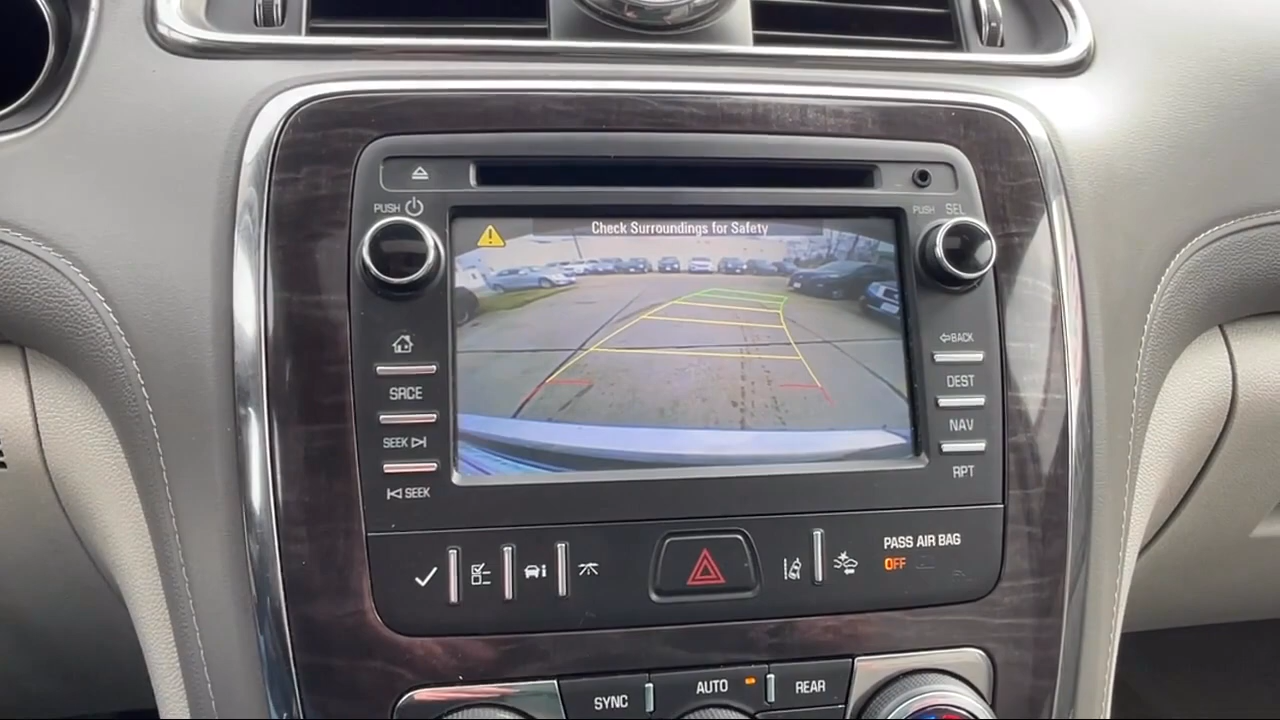 PUSH
PUSH SEL
Check Surroundings for Safety
BACK
SRCE
DEST
SEEK
NAV
SEEK
RPT
PASS AIR BAG
OFF
SYNC
AUTO
REAR